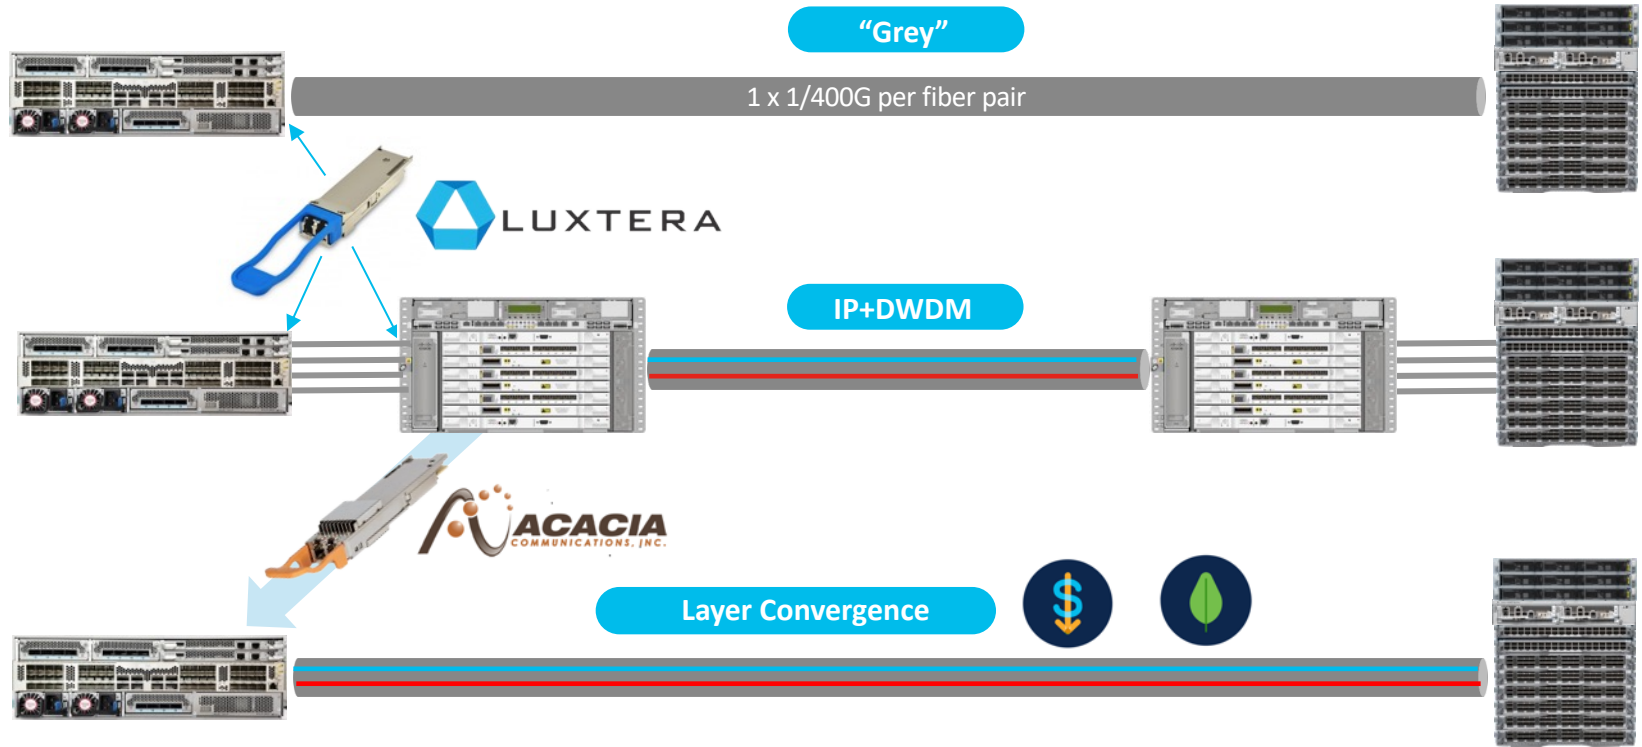 “Grey”
1 x 1/400G per fiber pair
LUXTERA
IP+DWDM
ACACIA
COMMUNICATIONS, INC.
Layer Convergence